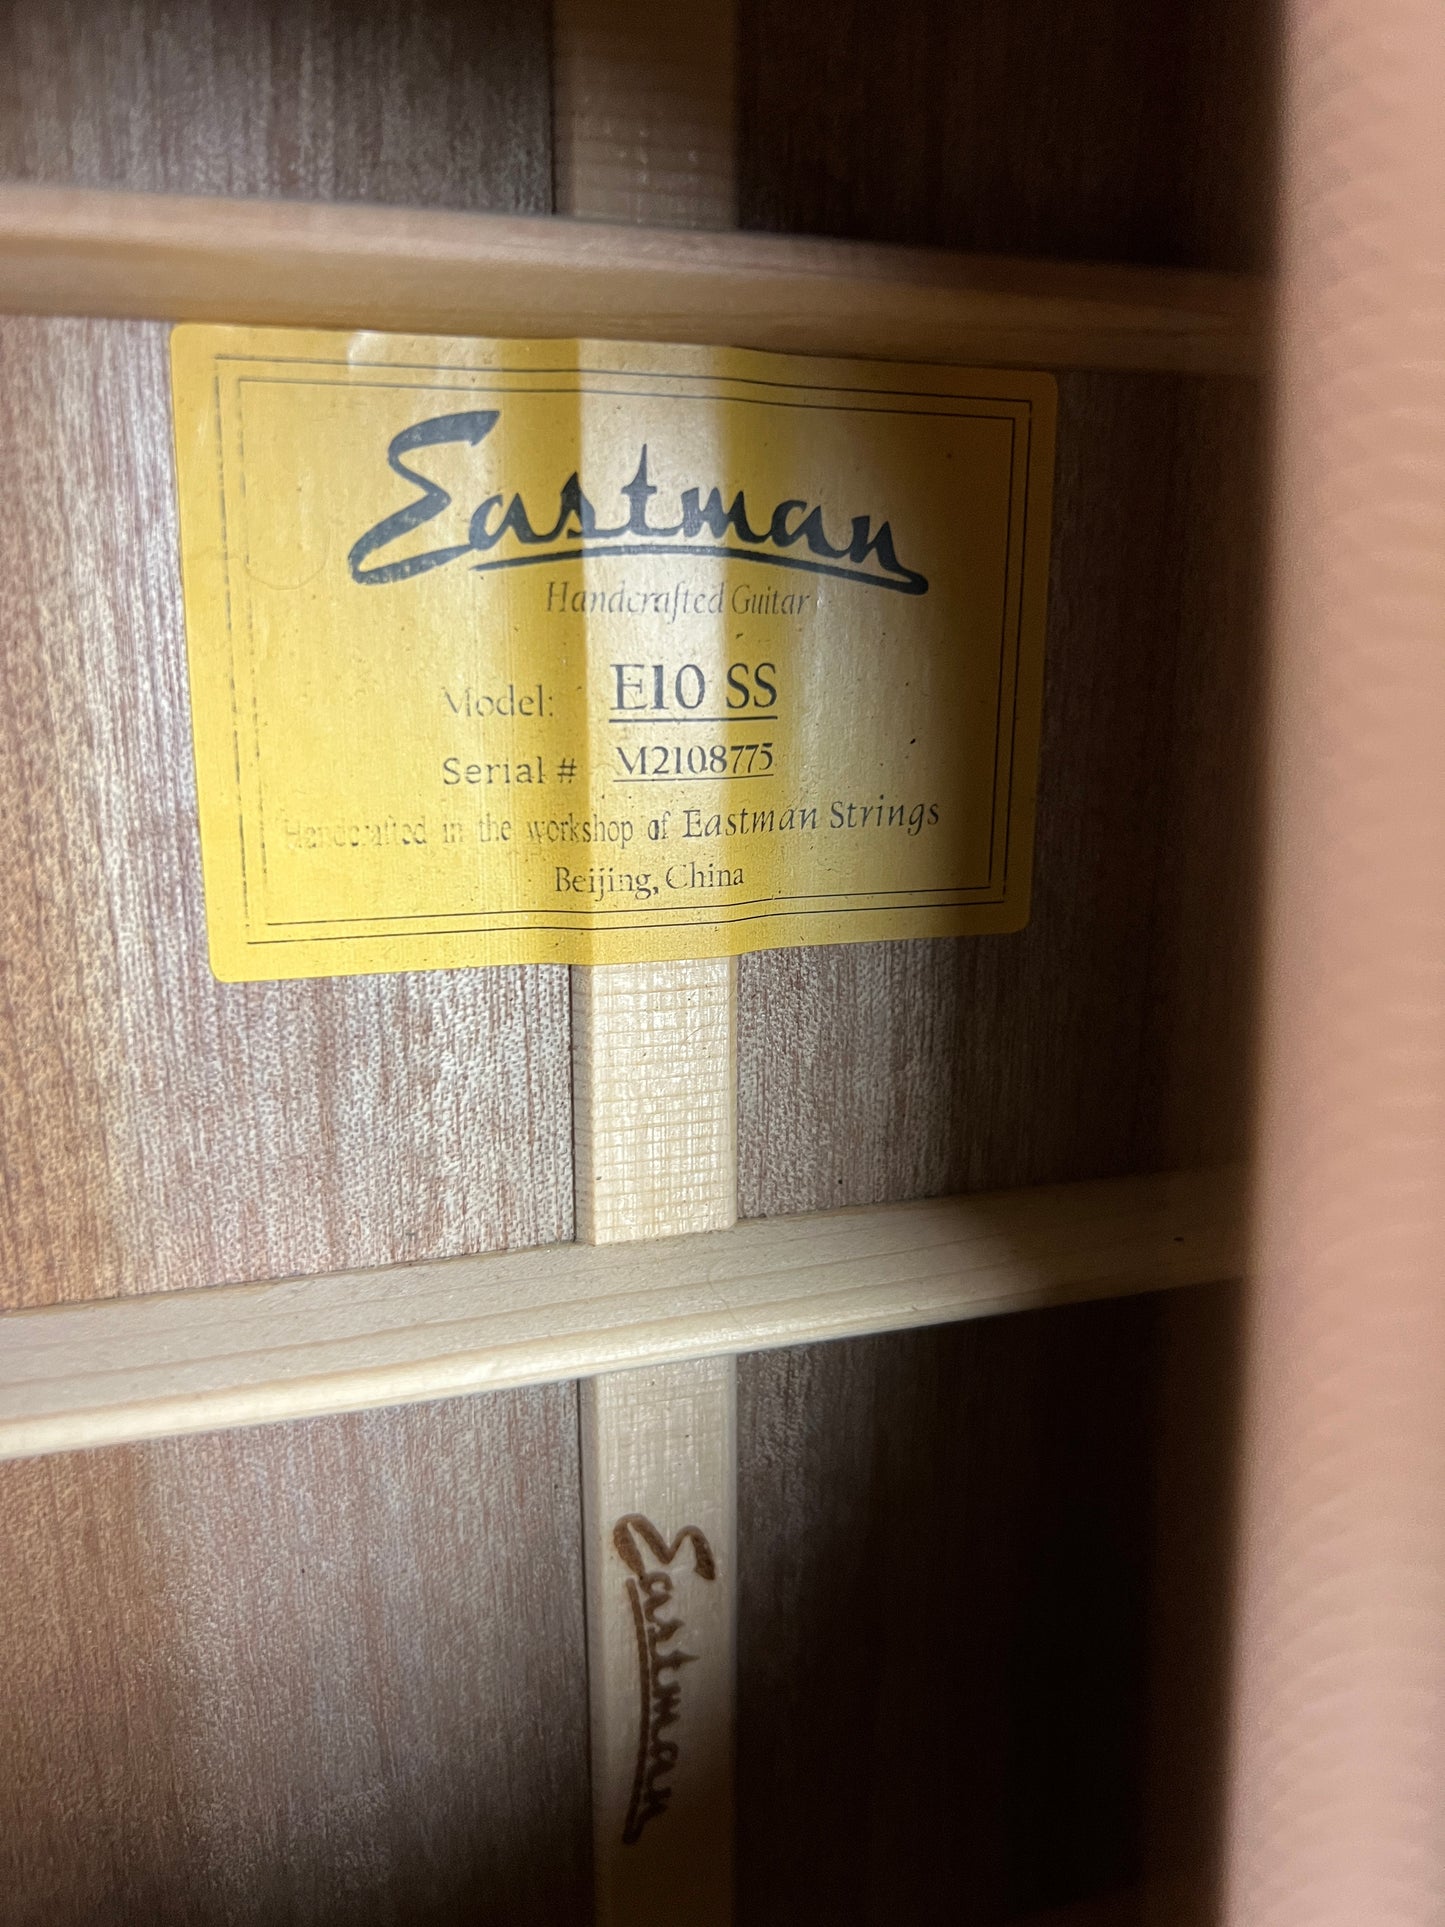 Eastman
Handcrafted Guitar
Model: E10 SS
Serial # M2108775
Handcrafted in the workshop of Eastman Strings
Beijing, China
Eastman